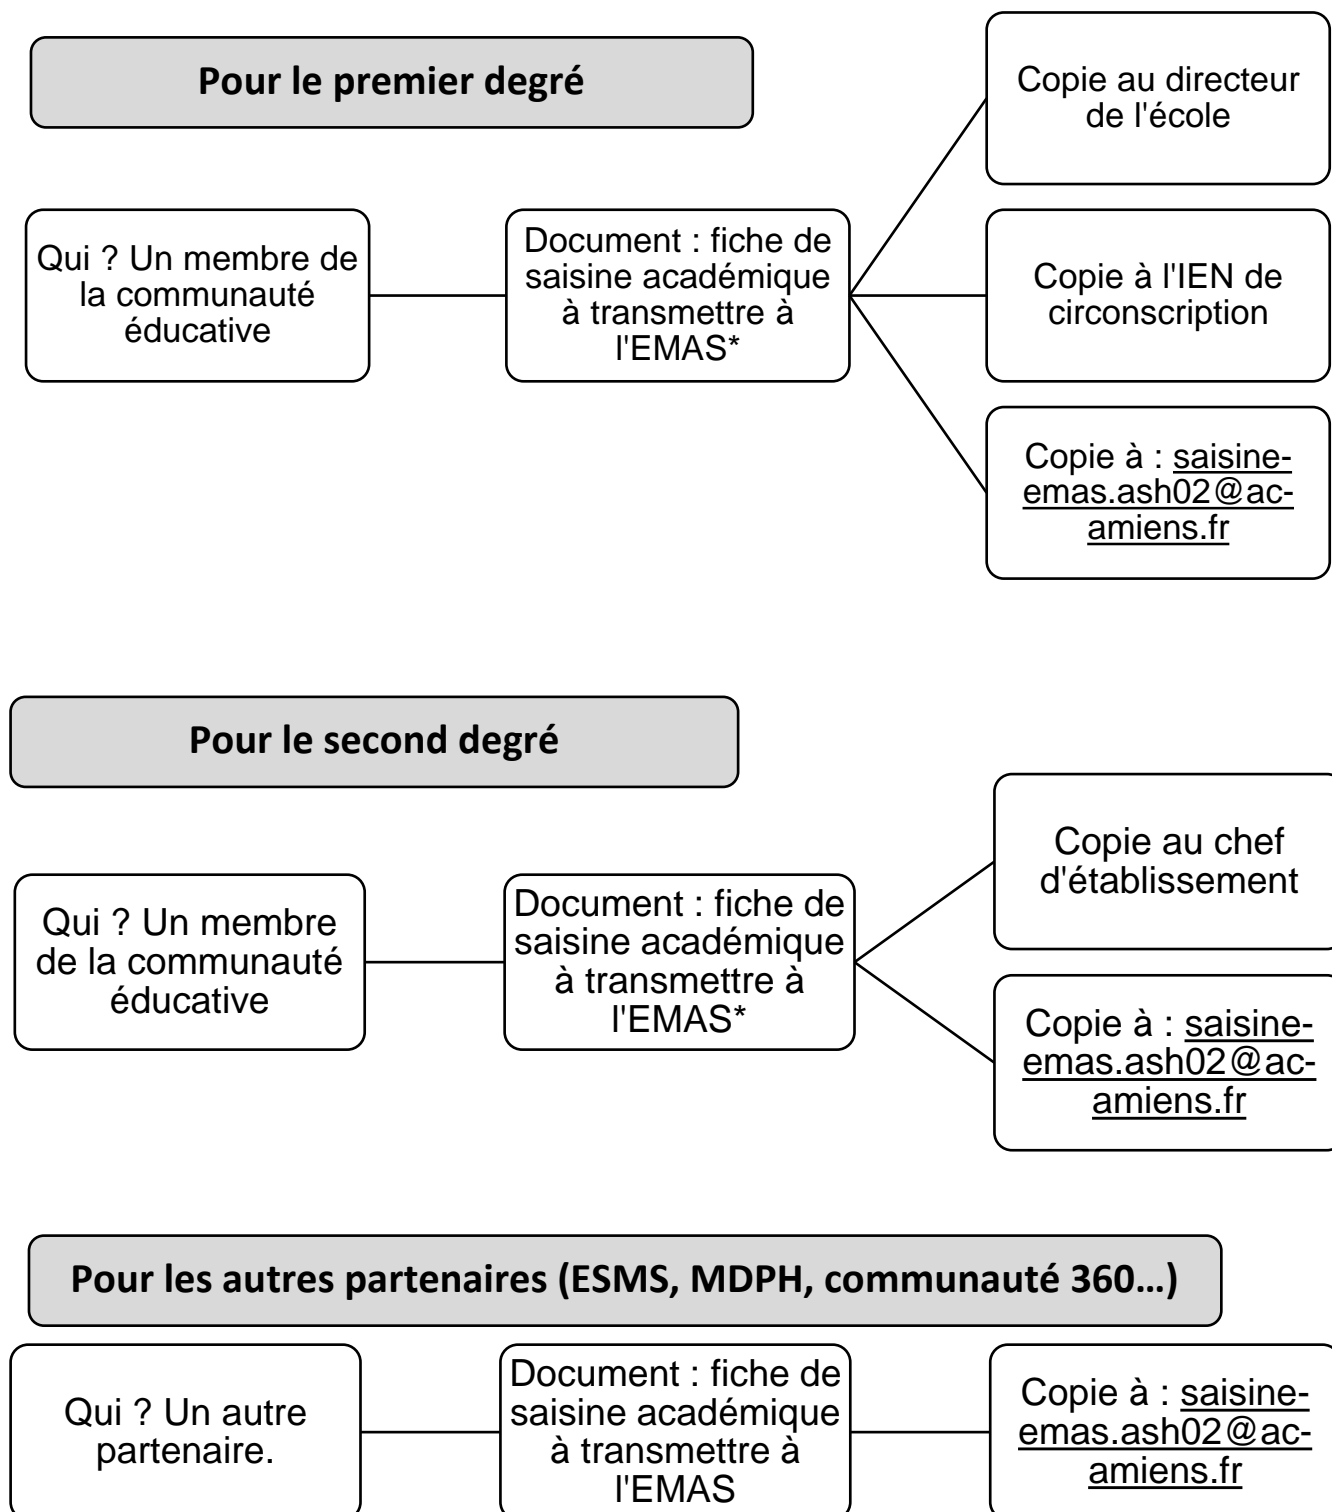 Pour le premier degré
Qui ? Un membre de
la communauté
éducative
Document : fiche de
saisine académique
à transmettre à
l'EMAS*
Copie au directeur
de l'école
Copie à l'IEN de
circonscription
Copie à : saisine-
emas.ash02@ac-
amiens.fr
Pour le second degré
Qui ? Un membre
de la communauté
éducative
Document : fiche de
saisine académique
à transmettre à
l'EMAS*
Copie au chef
d'établissement
Copie à : saisine-
emas.ash02@ac-
amiens.fr
Pour les autres partenaires (ESMS, MDPH, communauté 360…)
Qui ? Un autre
partenaire.
Document : fiche de
saisine académique
à transmettre à
l'EMAS
Copie à : saisine-
emas.ash02@ac-
amiens.fr